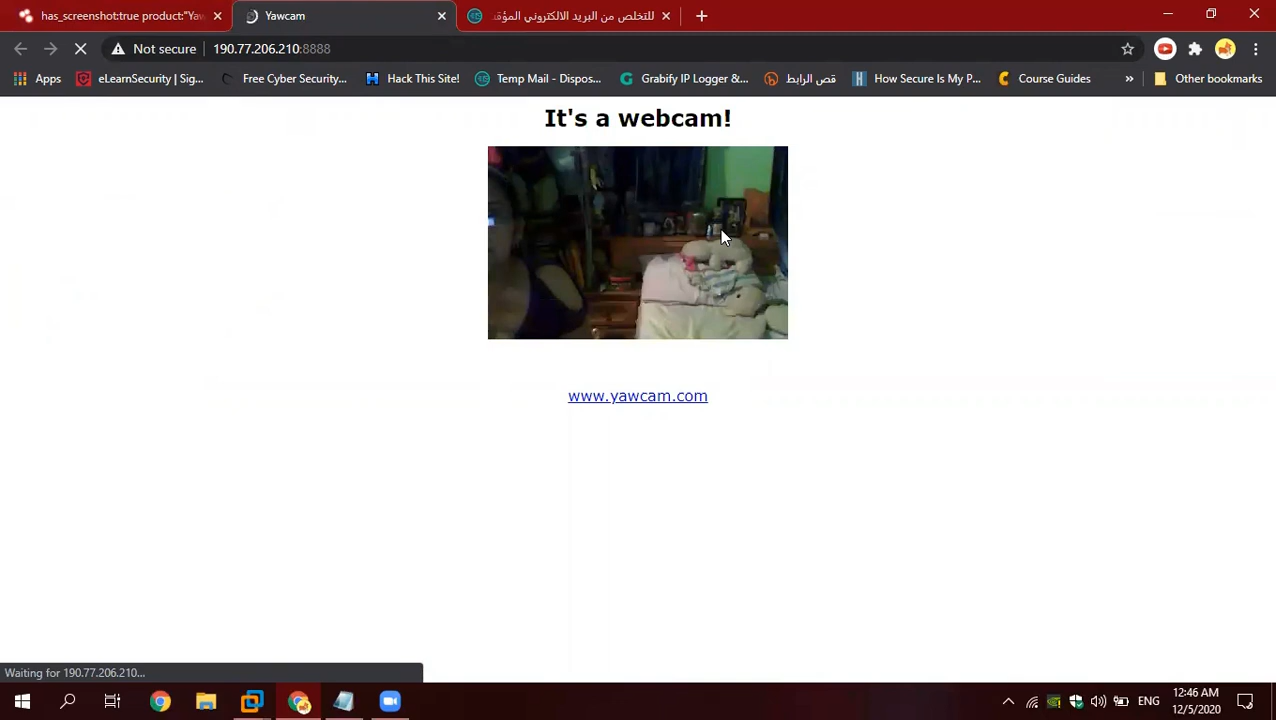 has_screenshot:true product:"Yaw
Yawcam
للتخلص من البريد الالكتروني المؤقت
Not secure
190.77.206.210:8888
Apps
eLearnSecurity | Sig...
Free Cyber Security...
Hack This Site!
Temp Mail - Dispos...
Grabify IP Logger &...
قص الرابط
How Secure Is My P...
Course Guides
»
Other bookmarks
It's a webcam!
www.yawcam.com
Waiting for 190.77.206.210...
ENG
12:46 AM
12/5/2020